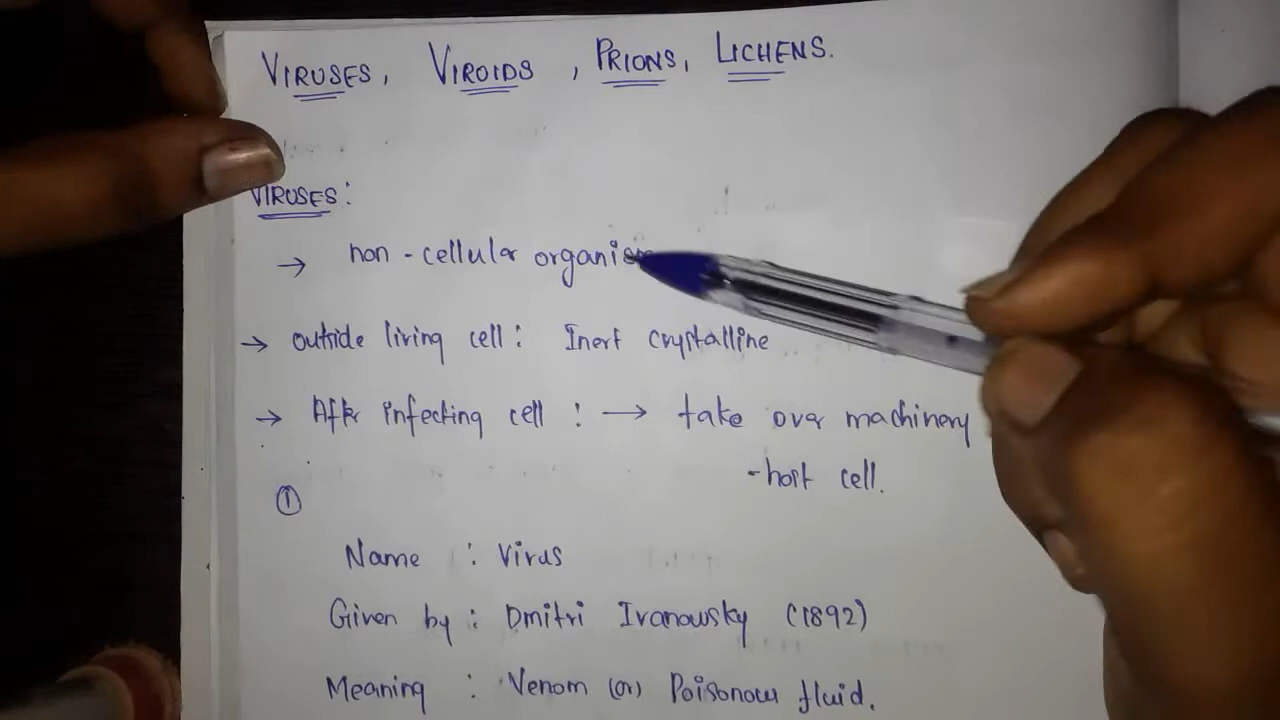 VIRUSES, VIROIDS, PRIONS, LICHENS.
VIRUSES:
→ non-cellular
→ outside living cell: Inert crystalline
→ After infecting cell : → take over machinery
-host cell.
①
Name : Virus
Given by : Dmitri Ivanowsky (1892)
Meaning : Venom (or) Poisonous fluid.